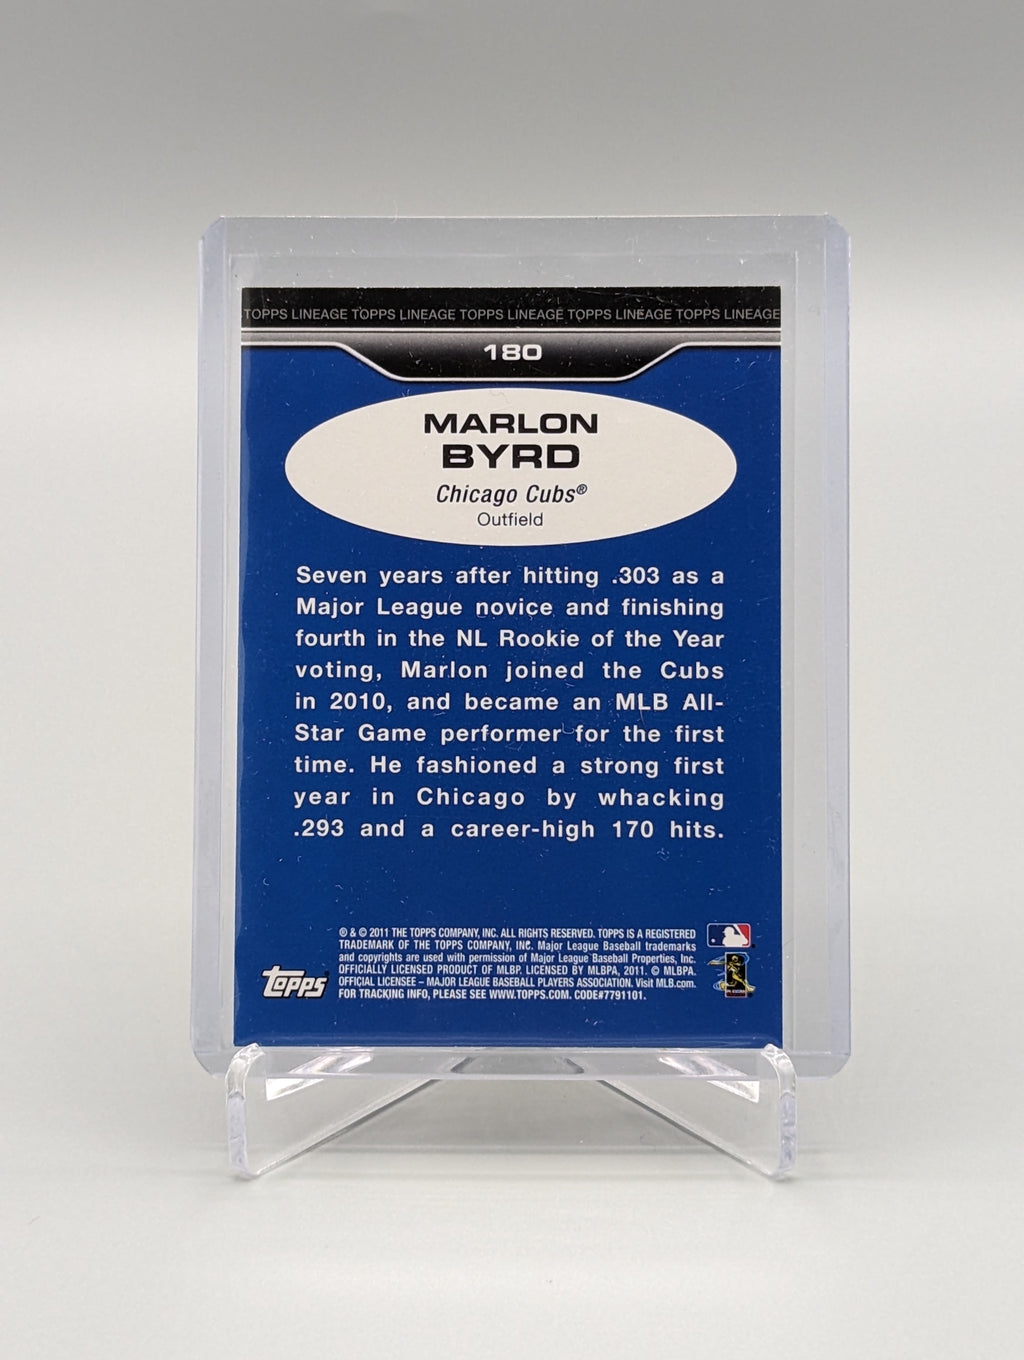 TOPPS LINEAGE TOPPS LINEAGE TOPPS LINEAGE TOPPS LINEAGE TOPPS LINEAGE
180
MARLON
BYRD
Chicago Cubs®
Outfield
Seven years after hitting .303 as a
Major League novice and finishing
fourth in the NL Rookie of the Year
voting, Marlon joined the Cubs
in 2010, and became an MLB All-
Star Game performer for the first
time. He fashioned a strong first
year in Chicago by whacking
.293 and a career-high 170 hits.
® & © 2011 THE TOPPS COMPANY, INC. ALL RIGHTS RESERVED. TOPPS IS A REGISTERED
TRADEMARK OF THE TOPPS COMPANY, INC. Major League Baseball trademarks
and copyrights are used with permission of Major League Baseball Properties, Inc.
OFFICIALLY LICENSED PRODUCT OF MLBP. LICENSED BY MLBPA, 2011. © MLBPA.
OFFICIAL LICENSEE – MAJOR LEAGUE BASEBALL PLAYERS ASSOCIATION. Visit MLB.com.
FOR TRACKING INFO, PLEASE SEE WWW.TOPPS.COM. CODE#7791101.
Topps